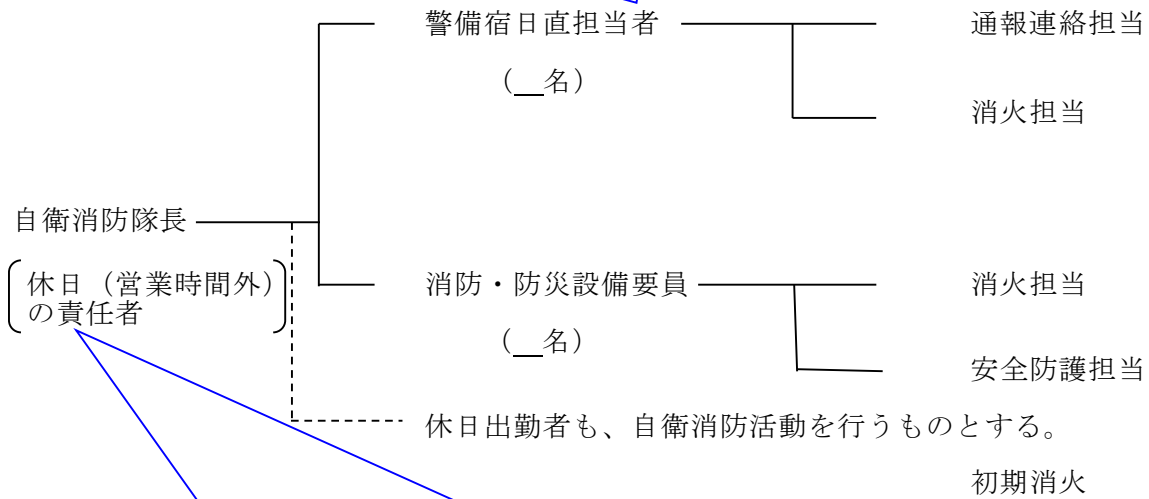 警備宿日直担当者
通報連絡担当
（__名）
消火担当
自衛消防隊長
休日（営業時間外）
の責任者
消防・防災設備要員
消火担当
（__名）
安全防護担当
休日出勤者も、自衛消防活動を行うものとする。
初期消火